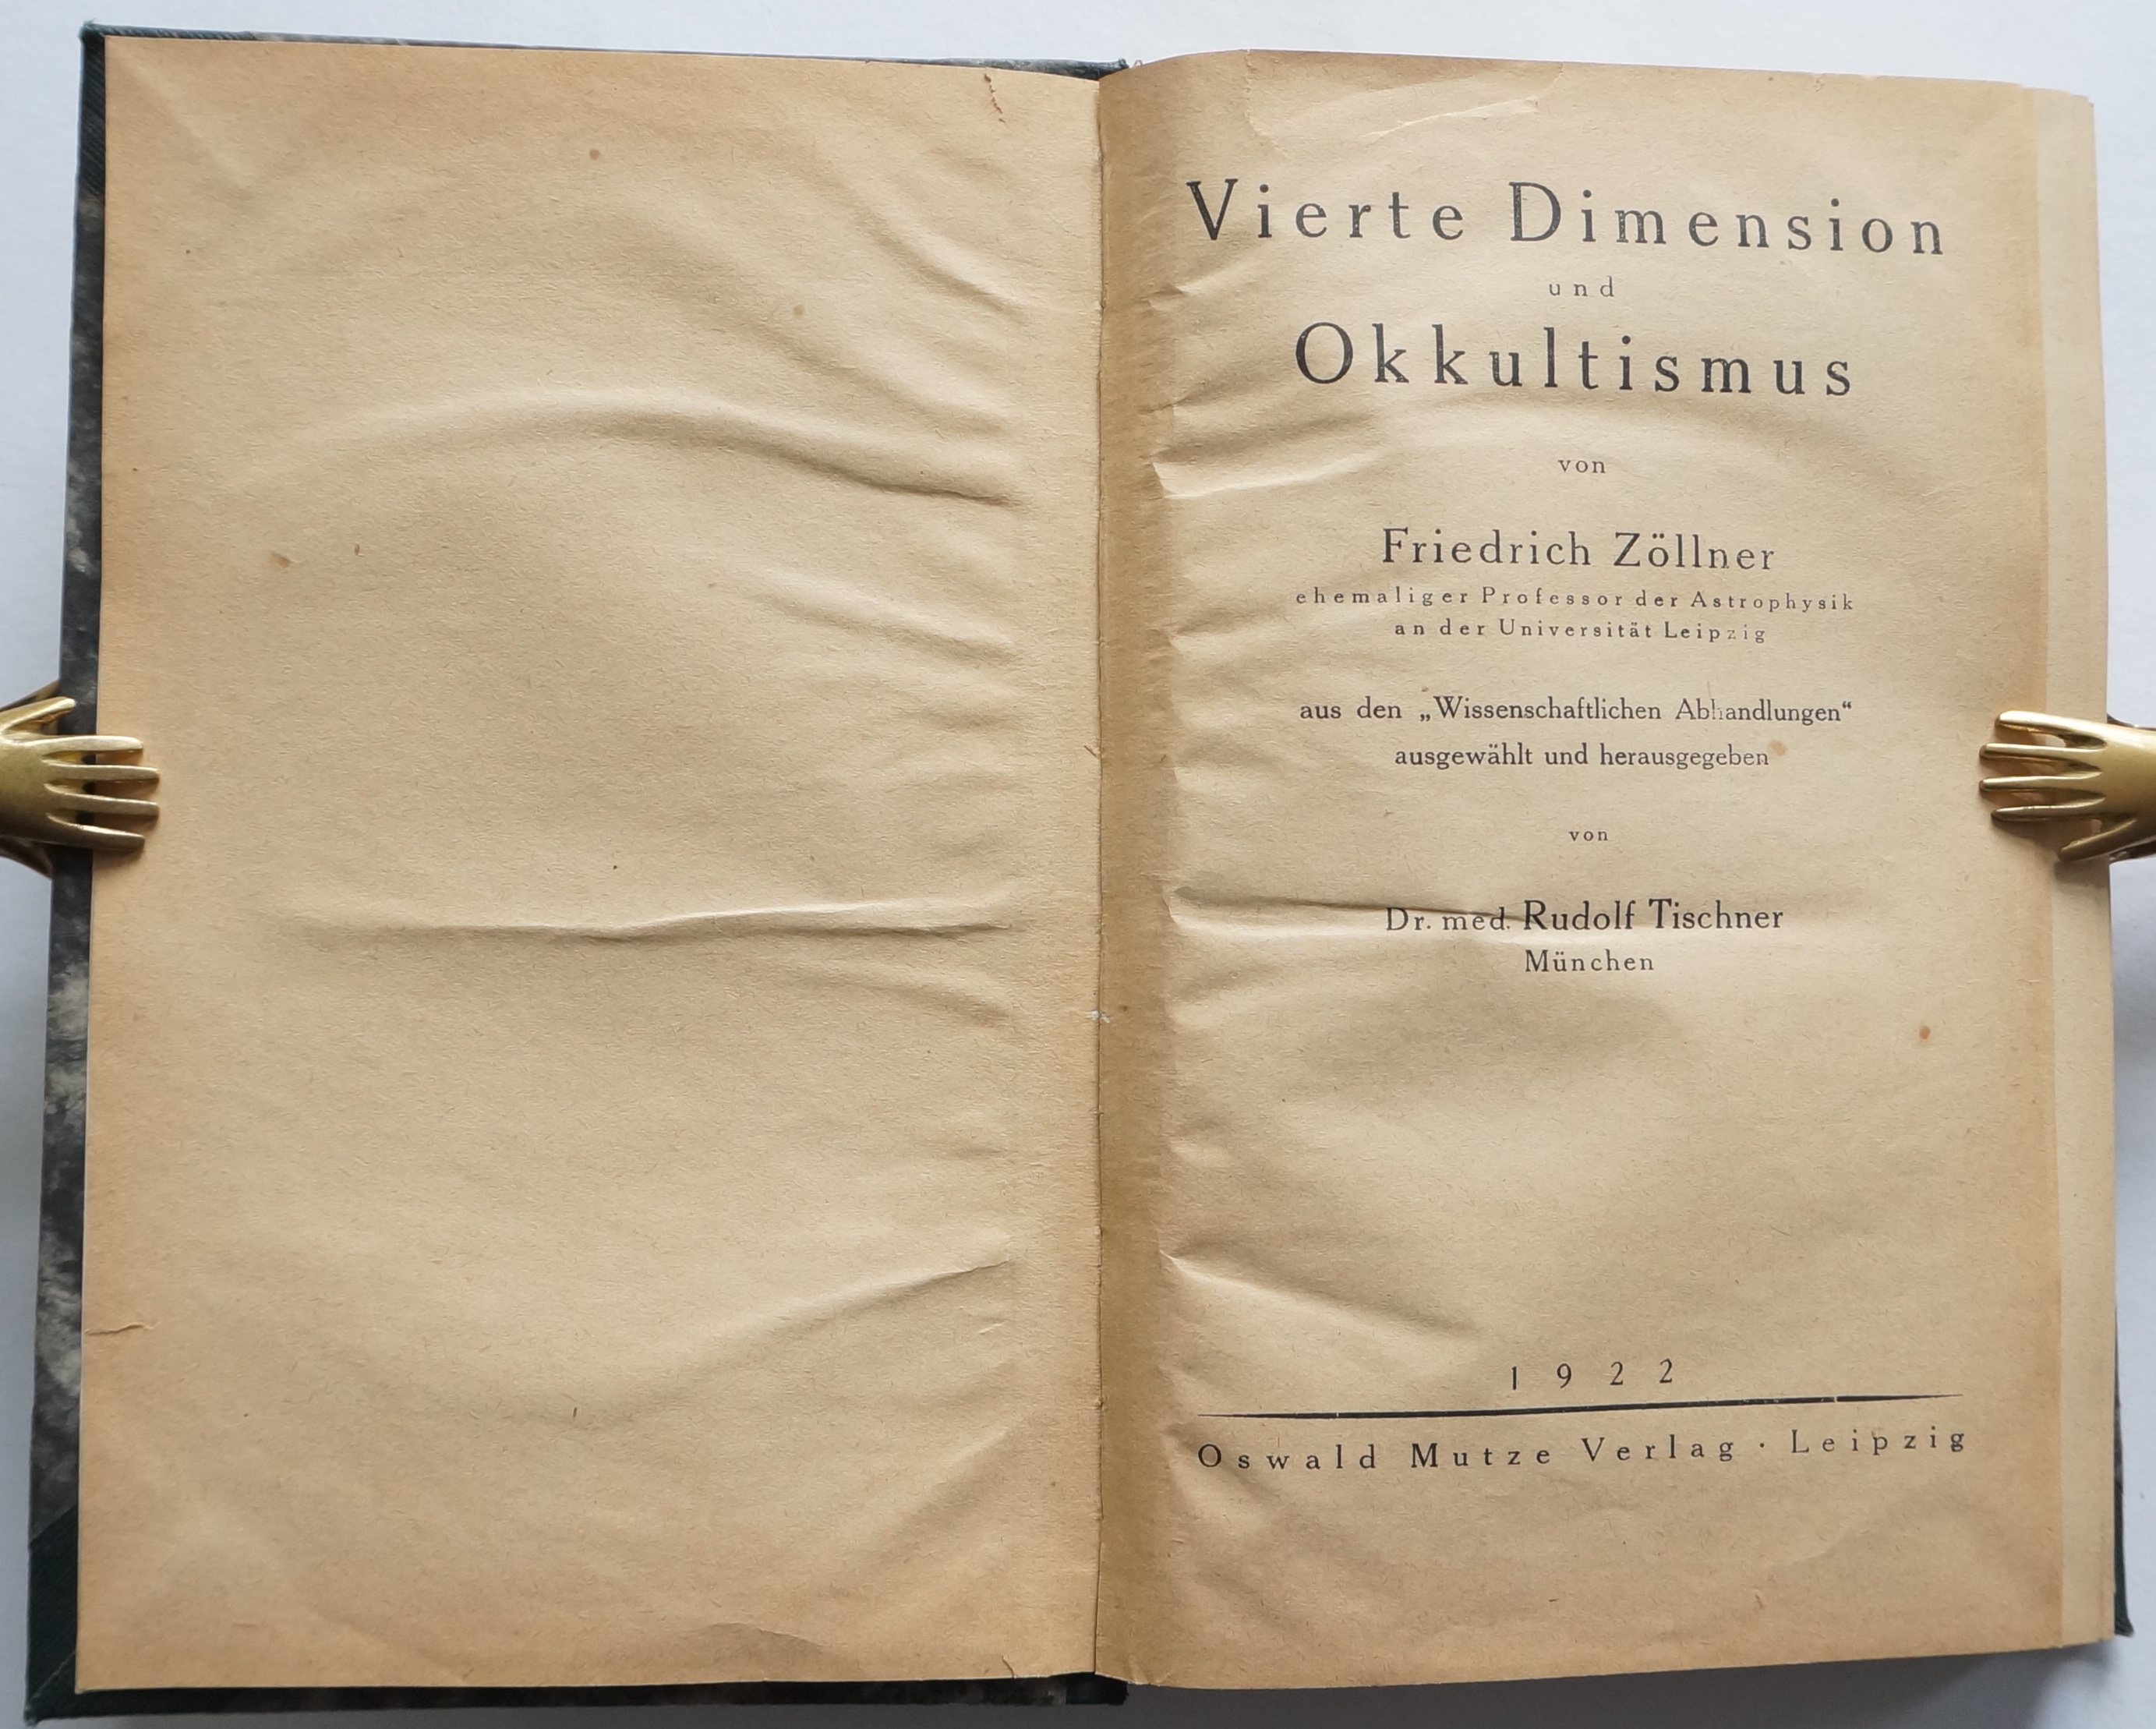 Vierte Dimension
und
Okkultismus
von
Friedrich Zöllner
ehemaliger Professor der Astrophysik
an der Universität Leipzig
aus den „Wissenschaftlichen Abhandlungen“
ausgewählt und herausgegeben
von
Dr. med. Rudolf Tischner
München
1922
Oswald Mutze Verlag · Leipzig